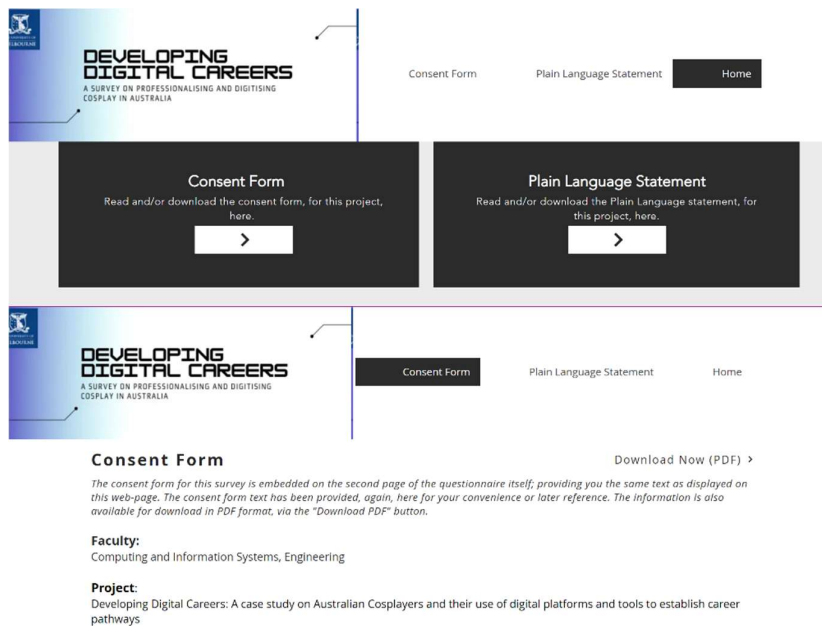 DEVELOPING
DIGITAL CAREERS
A SURVEY ON PROFESSIONALISING AND DIGITISING
COSPLAY IN AUSTRALIA
Consent Form
Plain Language Statement
Home
Consent Form
Read and/or download the consent form, for this project,
here.
Plain Language Statement
Read and/or download the Plain Language statement, for
this project, here.
DEVELOPING
DIGITAL CAREERS
A SURVEY ON PROFESSIONALISING AND DIGITISING
COSPLAY IN AUSTRALIA
Consent Form
Plain Language Statement
Home
Consent Form
Download Now (PDF)
The consent form for this survey is embedded on the second page of the questionnaire itself; providing you the same text as displayed on
this web-page. The consent form text has been provided, again, here for your convenience or later reference. The information is also
available for download in PDF format, via the "Download PDF" button.
Faculty:
Computing and Information Systems, Engineering
Project:
Developing Digital Careers: A case study on Australian Cosplayers and their use of digital platforms and tools to establish career
pathways